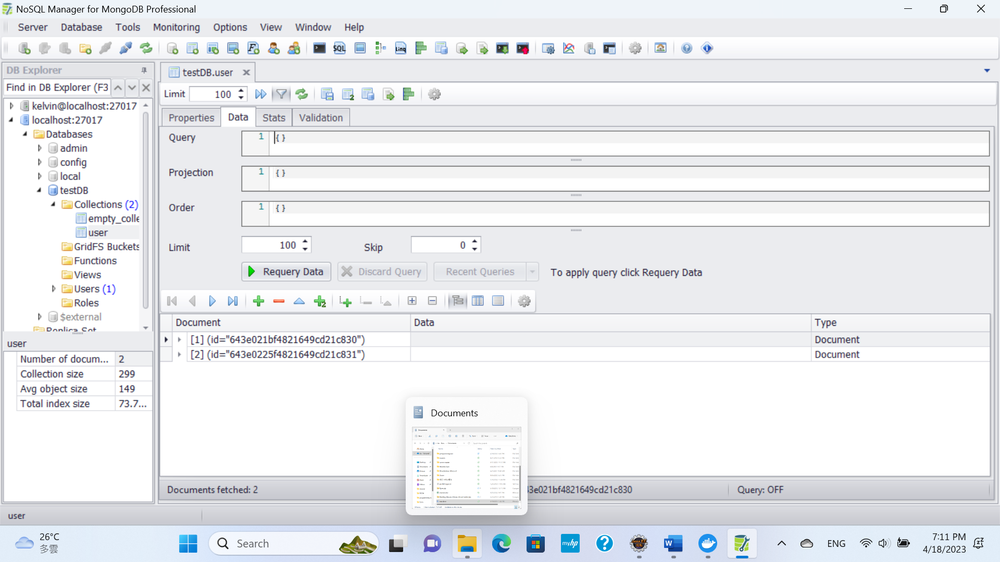 NoSQL Manager for MongoDB Professional
Server Database Tools Monitoring Options View Window Help
SQL Linq
DB Explorer
testDB.user
Find in DB Explorer (F3
Limit 100
kelvin@localhost:27017
localhost:27017
Databases
admin
config
local
testDB
Collections (2)
empty_colle
user
GridFS Buckets
Functions
Views
Users (1)
Roles
$external
Replica Set
Properties Data Stats Validation
Query 1 {}
Projection 1 {}
Order 1 {}
Limit 100 Skip 0
Requery Data Discard Query Recent Queries To apply query click Requery Data
Document Data Type
[1] (id="643e021bf4821649cd21c830") Document
[2] (id="643e0225f4821649cd21c831") Document
user
Number of docum... 2
Collection size 299
Avg object size 149
Total index size 73.7...
Documents
Documents fetched: 2
3e021bf4821649cd21c830
Query: OFF
user
26°C
多雲
Search
myhp
ENG
7:11 PM
4/18/2023